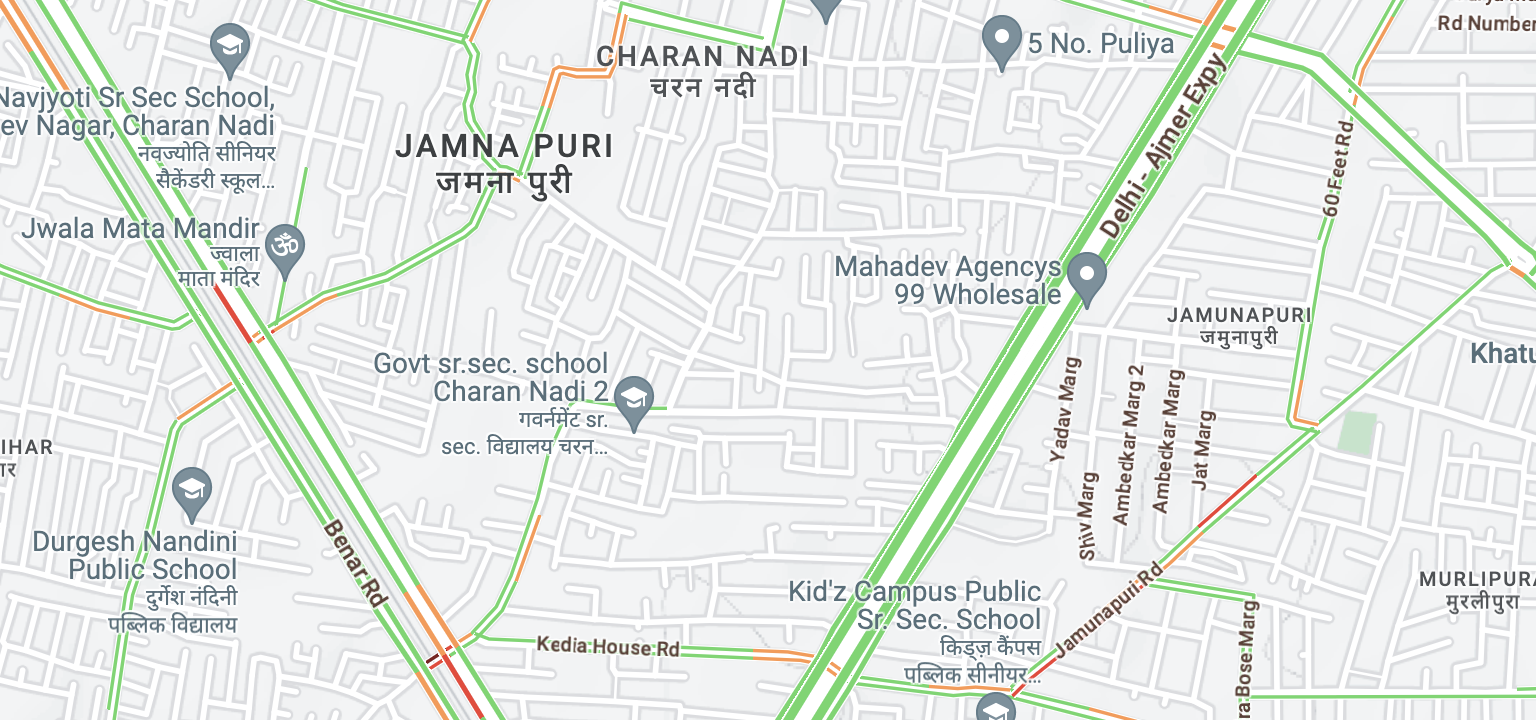 Rd Number
CHARAN NADI
चरन नदी
5 No. Puliya
Navjyoti Sr Sec School,
ev Nagar, Charan Nadi
नवज्योति सीनियर
सैकेंडरी स्कूल...
JAMNA PURI
जमना पुरी
Delhi - Ajmer Expy
60 Feet Rd
Jwala Mata Mandir
ज्वाला
माता मंदिर
Mahadev Agencys
99 Wholesale
JAMUNAPURI
जमुनापुरी
Khatu
Govt sr.sec. school
Charan Nadi 2
गवर्नमेंट sr.
sec. विद्यालय चरन...
Yadav Marg
Shiv Marg
Ambedkar Marg 2
Ambedkar Marg
Jat Marg
IHAR
ार
Durgesh Nandini
Public School
दुर्गेश नंदिनी
पब्लिक विद्यालय
Benar Rd
Kedia House Rd
Kid'z Campus Public
Sr. Sec. School
किड्ज़ कैंपस
पब्लिक सीनीयर...
Jamunapuri Rd
ra Bose Marg
MURLIPURA
मुरलीपुरा